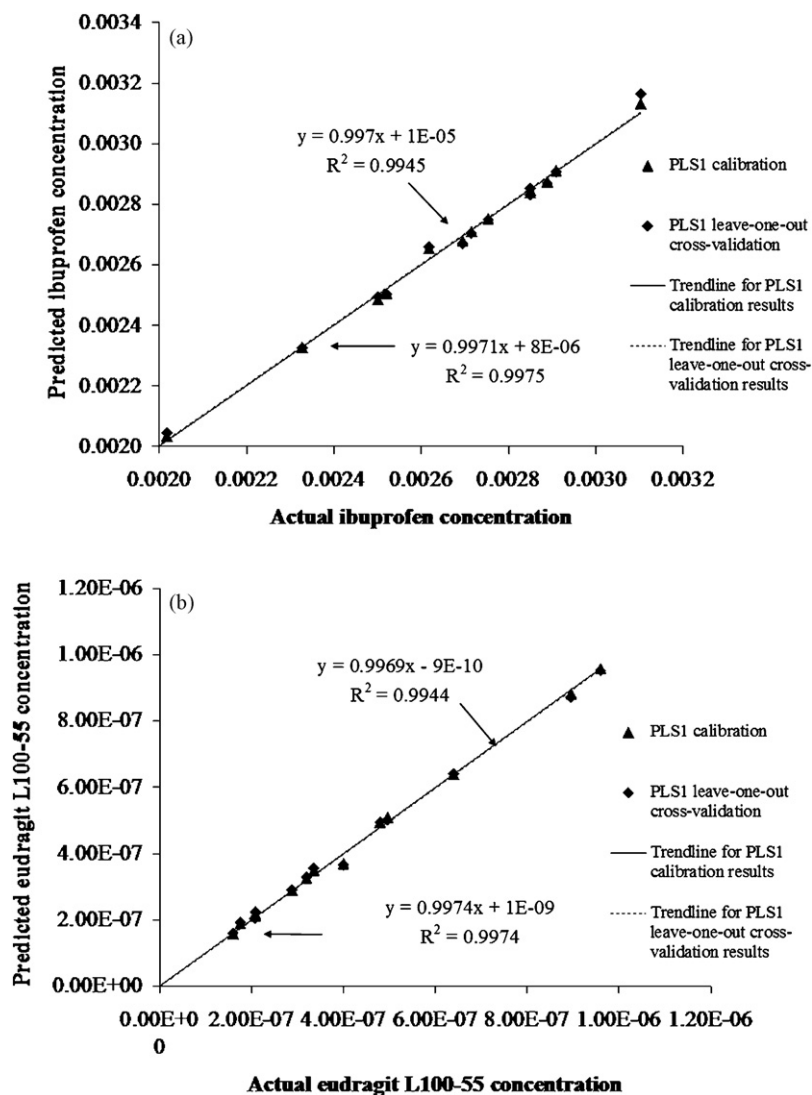 (a)
0.0034
0.0032
0.0030
0.0028
0.0026
0.0024
0.0022
0.0020
Predicted ibuprofen concentration
y = 0.997x + 1E-05
R² = 0.9945
y = 0.9971x + 8E-06
R² = 0.9975
PLS1 calibration
PLS1 leave-one-out
cross-validation
Trendline for PLS1
calibration results
Trendline for PLS1
leave-one-out cross-
validation results
0.0020 0.0022 0.0024 0.0026 0.0028 0.0030 0.0032
Actual ibuprofen concentration
(b)
1.20E-06
1.00E-06
8.00E-07
6.00E-07
4.00E-07
2.00E-07
0.00E+00
Predicted eudragit L100-55 concentration
y = 0.9969x - 9E-10
R² = 0.9944
y = 0.9974x + 1E-09
R² = 0.9974
PLS1 calibration
PLS1 leave-one-out
cross-validation
Trendline for PLS1
calibration results
Trendline for PLS1
leave-one-out cross-
validation results
0.00E+0 2.00E-07 4.00E-07 6.00E-07 8.00E-07 1.00E-06 1.20E-06
0
Actual eudragit L100-55 concentration